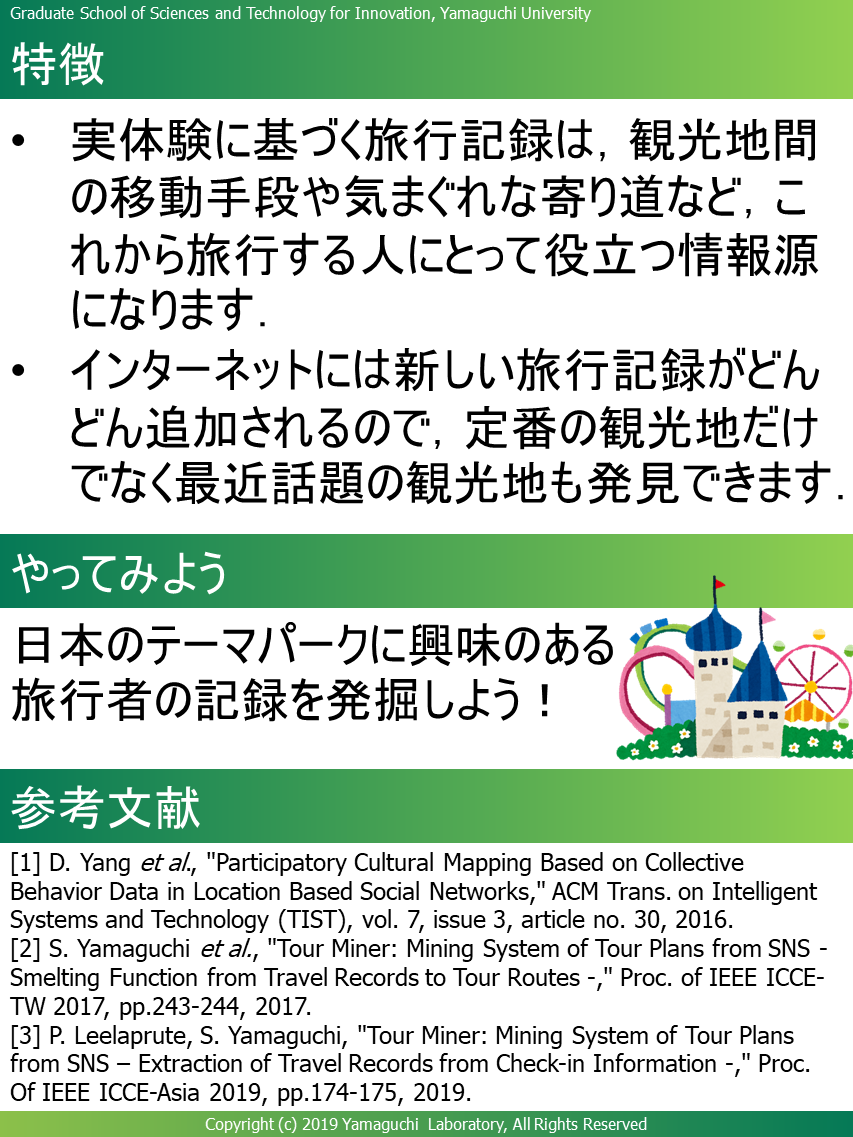 Graduate School of Sciences and Technology for Innovation, Yamaguchi University
特徴
• 実体験に基づく旅行記録は，観光地間
の移動手段や気まぐれな寄り道など，こ
れから旅行する人にとって役立つ情報源
になります．
• インターネットには新しい旅行記録がどん
どん追加されるので，定番の観光地だけ
でなく最近話題の観光地も発見できます．
やってみよう
日本のテーマパークに興味のある
旅行者の記録を発掘しよう！
参考文献
[1] D. Yang et al., "Participatory Cultural Mapping Based on Collective
Behavior Data in Location Based Social Networks," ACM Trans. on Intelligent
Systems and Technology (TIST), vol. 7, issue 3, article no. 30, 2016.
[2] S. Yamaguchi et al., "Tour Miner: Mining System of Tour Plans from SNS -
Smelting Function from Travel Records to Tour Routes -," Proc. of IEEE ICCE-
TW 2017, pp.243-244, 2017.
[3] P. Leelaprute, S. Yamaguchi, "Tour Miner: Mining System of Tour Plans
from SNS – Extraction of Travel Records from Check-in Information -," Proc.
Of IEEE ICCE-Asia 2019, pp.174-175, 2019.
Copyright (c) 2019 Yamaguchi Laboratory, All Rights Reserved